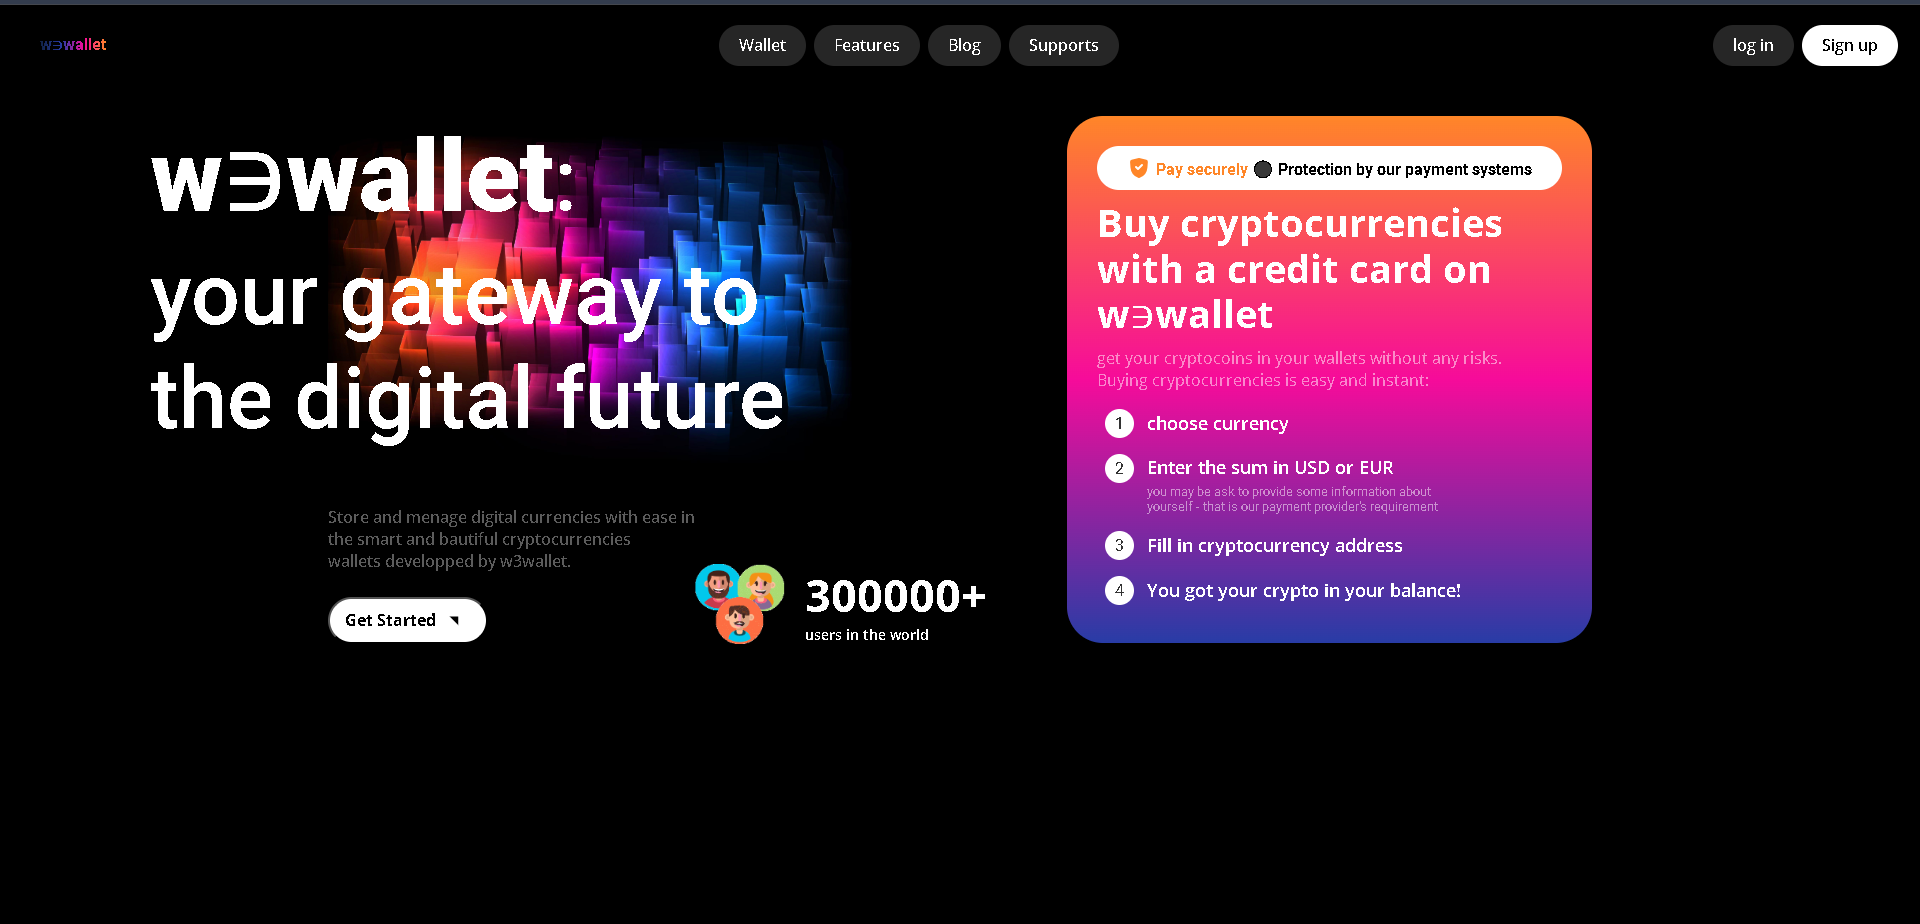 w∋wallet
Wallet
Features
Blog
Supports
log in
Sign up
w∋wallet:
your gateway to
the digital future
Store and menage digital currencies with ease in
the smart and bautiful cryptocurrencies
wallets developped by w3wallet.
Get Started
300000+
users in the world
Pay securely Protection by our payment systems
Buy cryptocurrencies
with a credit card on
w∋wallet
get your cryptocoins in your wallets without any risks.
Buying cryptocurrencies is easy and instant:
1 choose currency
2 Enter the sum in USD or EUR
you may be ask to provide some information about
yourself - that is our payment provider's requirement
3 Fill in cryptocurrency address
4 You got your crypto in your balance!